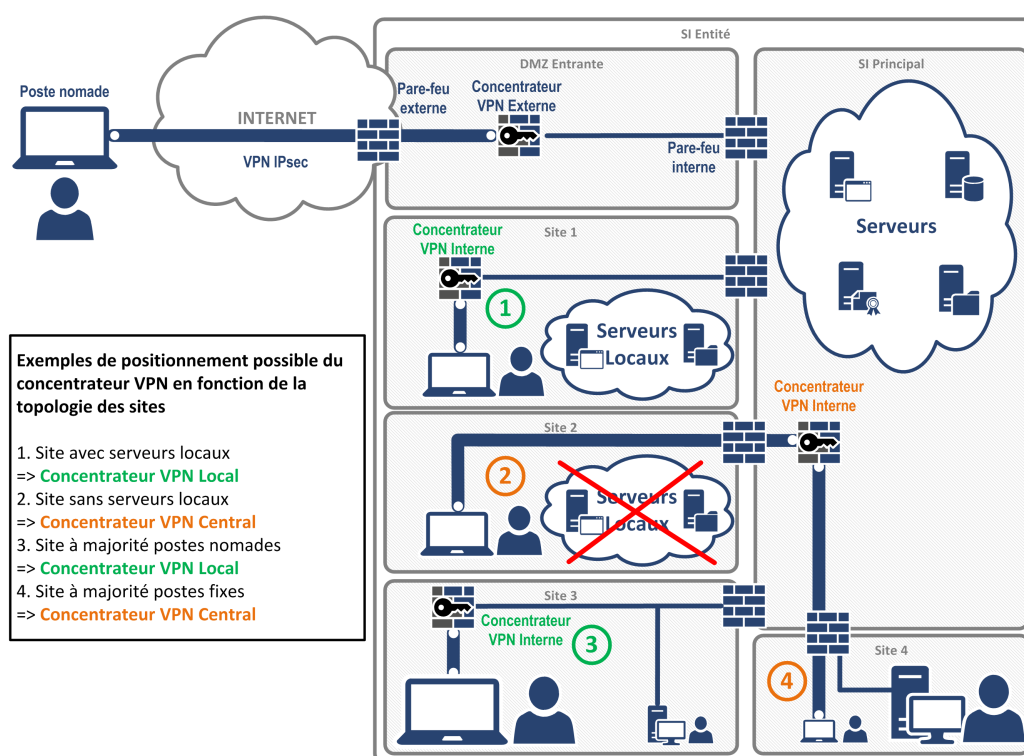 SI Entité
DMZ Entrante
SI Principal
Poste nomade
INTERNET
VPN IPsec
Pare-feu
externe
Concentrateur
VPN Externe
Pare-feu
interne
Serveurs
Site 1
Concentrateur
VPN Interne
1
Serveurs
Locaux
Exemples de positionnement possible du
concentrateur VPN en fonction de la
topologie des sites
1. Site avec serveurs locaux
=> Concentrateur VPN Local
2. Site sans serveurs locaux
=> Concentrateur VPN Central
3. Site à majorité postes nomades
=> Concentrateur VPN Local
4. Site à majorité postes fixes
=> Concentrateur VPN Central
Site 2
2
Serveurs
Locaux
Concentrateur
VPN Interne
Site 3
Concentrateur
VPN Interne
3
Site 4
4